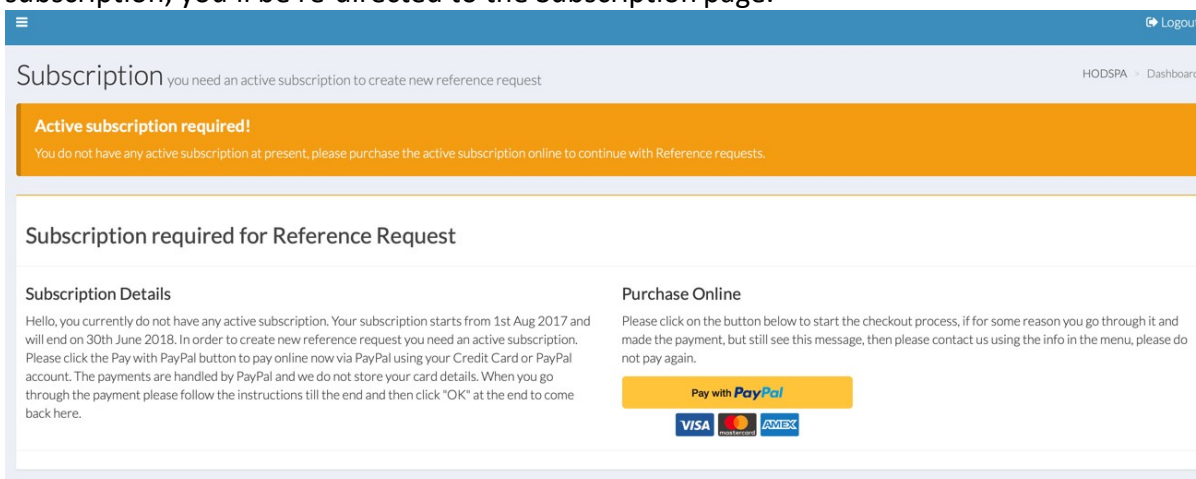 subscription, you'll be re-directed to the Subscription page.
Logout
Subscription you need an active subscription to create new reference request
HODSPA > Dashboard
Active subscription required!
You do not have any active subscription at present, please purchase the active subscription online to continue with Reference requests.
Subscription required for Reference Request
Subscription Details
Hello, you currently do not have any active subscription. Your subscription starts from 1st Aug 2017 and
will end on 30th June 2018. In order to create new reference request you need an active subscription.
Please click the Pay with PayPal button to pay online now via PayPal using your Credit Card or PayPal
account. The payments are handled by PayPal and we do not store your card details. When you go
through the payment please follow the instructions till the end and then click "OK" at the end to come
back here.
Purchase Online
Please click on the button below to start the checkout process, if for some reason you go through it and
made the payment, but still see this message, then please contact us using the info in the menu, please do
not pay again.
Pay with PayPal
VISA mastercard AMEX